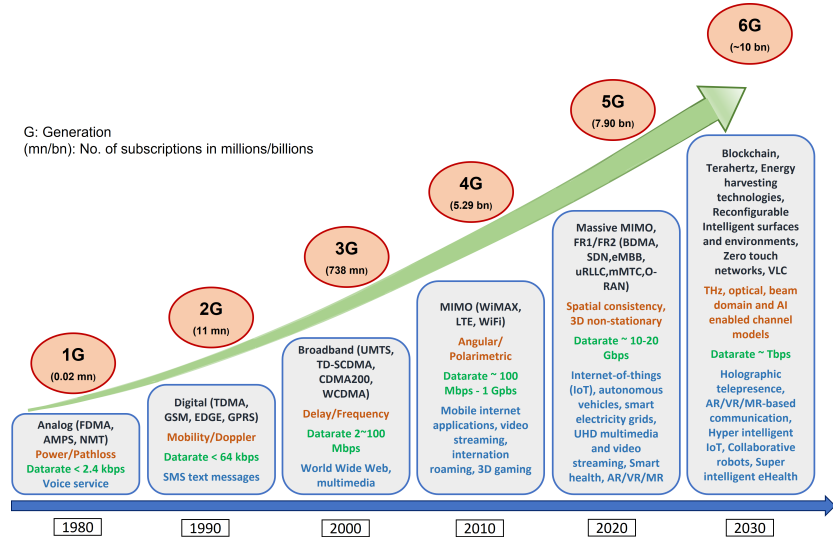 G: Generation
(mn/bn): No. of subscriptions in millions/billions
1G
(0.02 mn)
Analog (FDMA,
AMPS, NMT)
Power/Pathloss
Datarate < 2.4 kbps
Voice service
1980
2G
(11 mn)
Digital (TDMA,
GSM, EDGE, GPRS)
Mobility/Doppler
Datarate < 64 kbps
SMS text messages
1990
3G
(738 mn)
Broadband (UMTS,
TD-SCDMA,
CDMA200,
WCDMA)
Delay/Frequency
Datarate 2~100
Mbps
World Wide Web,
multimedia
2000
4G
(5.29 bn)
MIMO (WiMAX,
LTE, WiFi)
Angular/
Polarimetric
Datarate ~ 100
Mbps - 1 Gpbs
Mobile internet
applications, video
streaming,
internation
roaming, 3D gaming
2010
5G
(7.90 bn)
Massive MIMO,
FR1/FR2 (BDMA,
SDN,eMBB,
uRLLC,mMTC,O-
RAN)
Spatial consistency,
3D non-stationary
Datarate ~ 10-20
Gbps
Internet-of-things
(IoT), autonomous
vehicles, smart
electricity grids,
UHD multimedia
and video
streaming, Smart
health, AR/VR/MR
2020
6G
(~10 bn)
Blockchain,
Terahertz, Energy
harvesting
technologies,
Reconfigurable
Intelligent surfaces
and environments,
Zero touch
networks, VLC
THz, optical, beam
domain and AI
enabled channel
models
Datarate ~ Tbps
Holographic
telepresence,
AR/VR/MR-based
communication,
Hyper intelligent
IoT, Collaborative
robots, Super
intelligent eHealth
2030